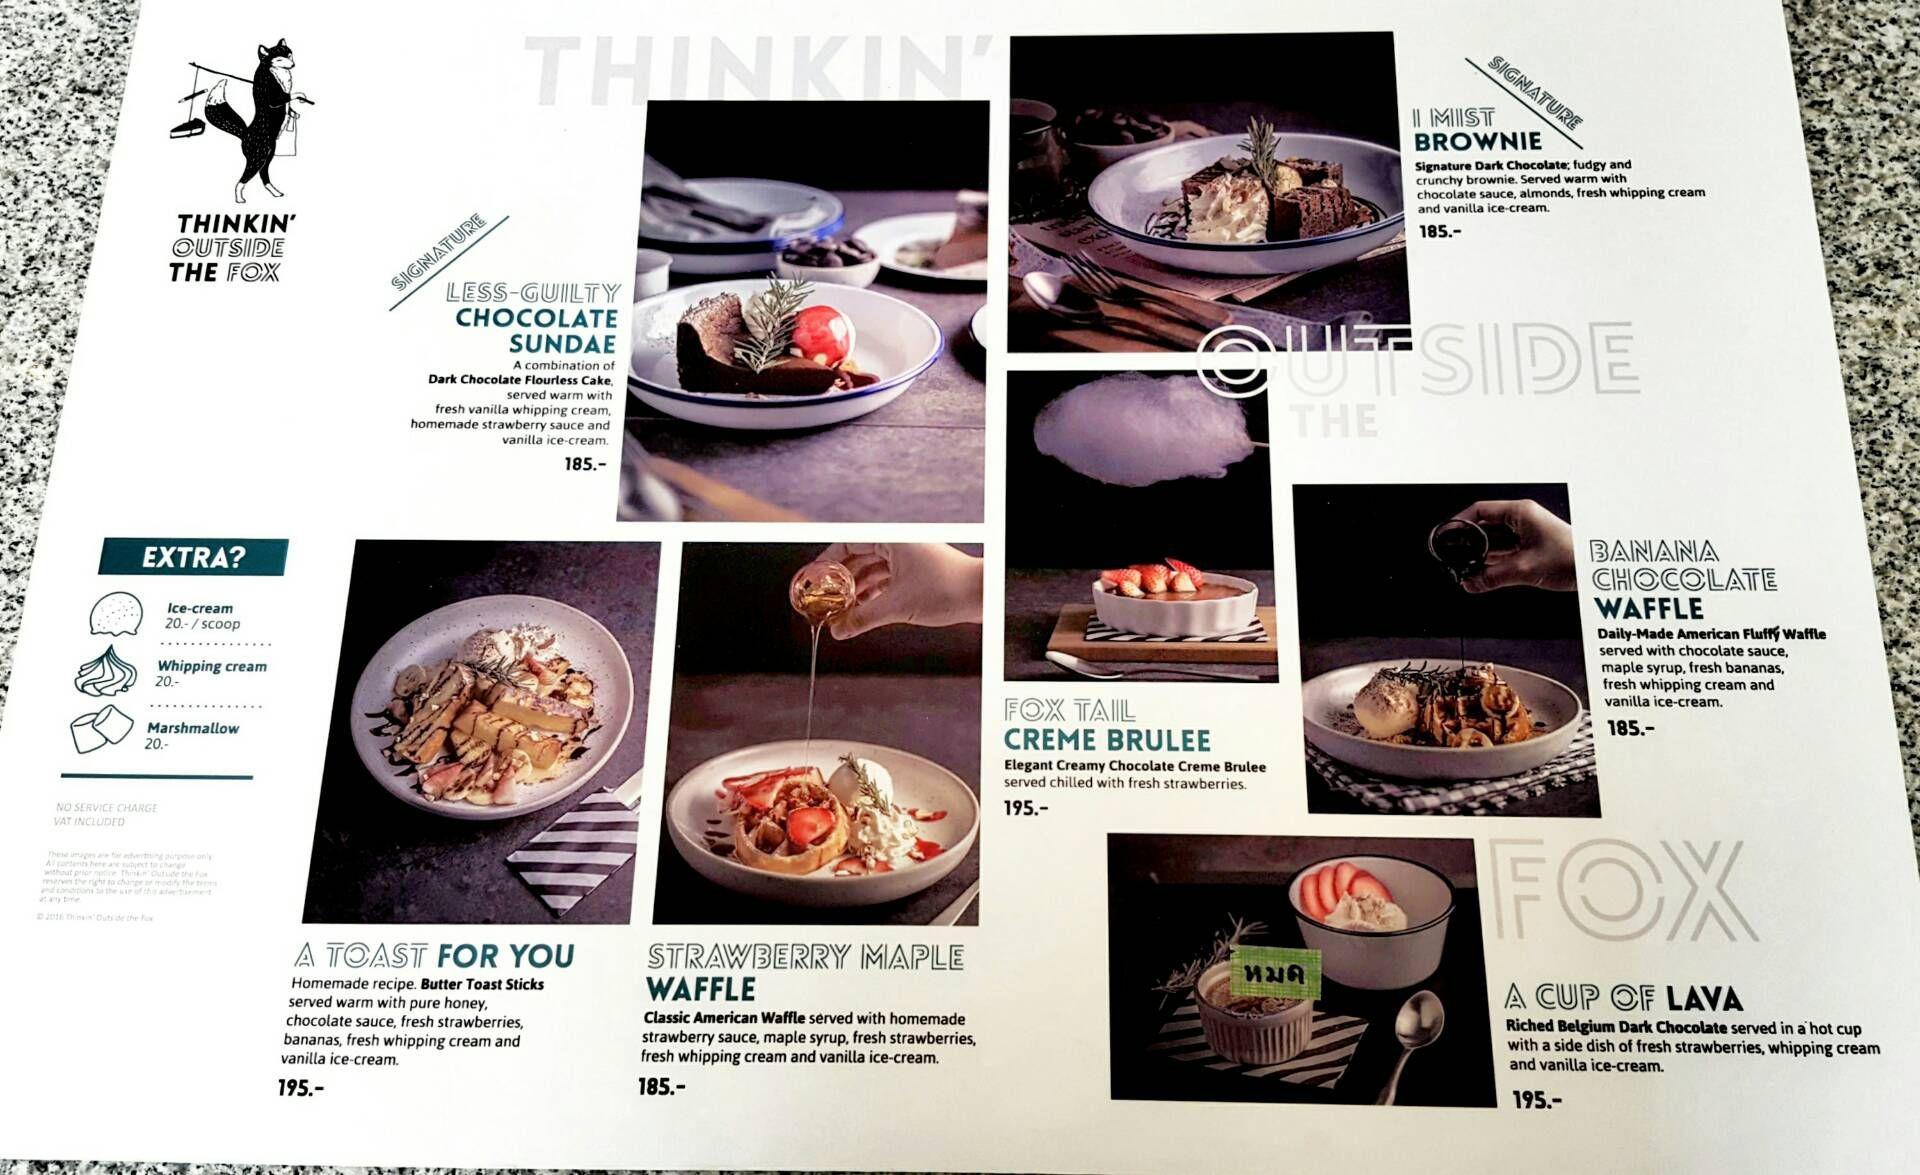 THINKIN'
OUTSIDE
THE FOX
THINKIN'
OUTSIDE
THE
FOX
SIGNATURE
LESS-GUILTY
CHOCOLATE
SUNDAE
A combination of
Dark Chocolate Flourless Cake,
served warm with
fresh vanilla whipping cream,
homemade strawberry sauce and
vanilla ice-cream.
185.-
SIGNATURE
I MIST
BROWNIE
Signature Dark Chocolate; fudgy and
crunchy brownie. Served warm with
chocolate sauce, almonds, fresh whipping cream
and vanilla ice-cream.
185.-
EXTRA?
Ice-cream
20.- / scoop
Whipping cream
20.-
Marshmallow
20.-
NO SERVICE CHARGE
VAT INCLUDED
These images are for advertising purpose only.
All contents here are subject to change
without prior notice. Thinkin' Outside the Fox
reserves the right to change or modify the terms
and conditions to the use of this advertisement
at any time.
© 2016 Thinkin' Outside the Fox
A TOAST FOR YOU
Homemade recipe. Butter Toast Sticks
served warm with pure honey,
chocolate sauce, fresh strawberries,
bananas, fresh whipping cream and
vanilla ice-cream.
195.-
STRAWBERRY MAPLE
WAFFLE
Classic American Waffle served with homemade
strawberry sauce, maple syrup, fresh strawberries,
fresh whipping cream and vanilla ice-cream.
185.-
FOX TAIL
CREME BRULEE
Elegant Creamy Chocolate Creme Brulee
served chilled with fresh strawberries.
195.-
BANANA
CHOCOLATE
WAFFLE
Daily-Made American Fluffy Waffle
served with chocolate sauce,
maple syrup, fresh bananas,
fresh whipping cream and
vanilla ice-cream.
185.-
หมด
A CUP OF LAVA
Riched Belgium Dark Chocolate served in a hot cup
with a side dish of fresh strawberries, whipping cream
and vanilla ice-cream.
195.-